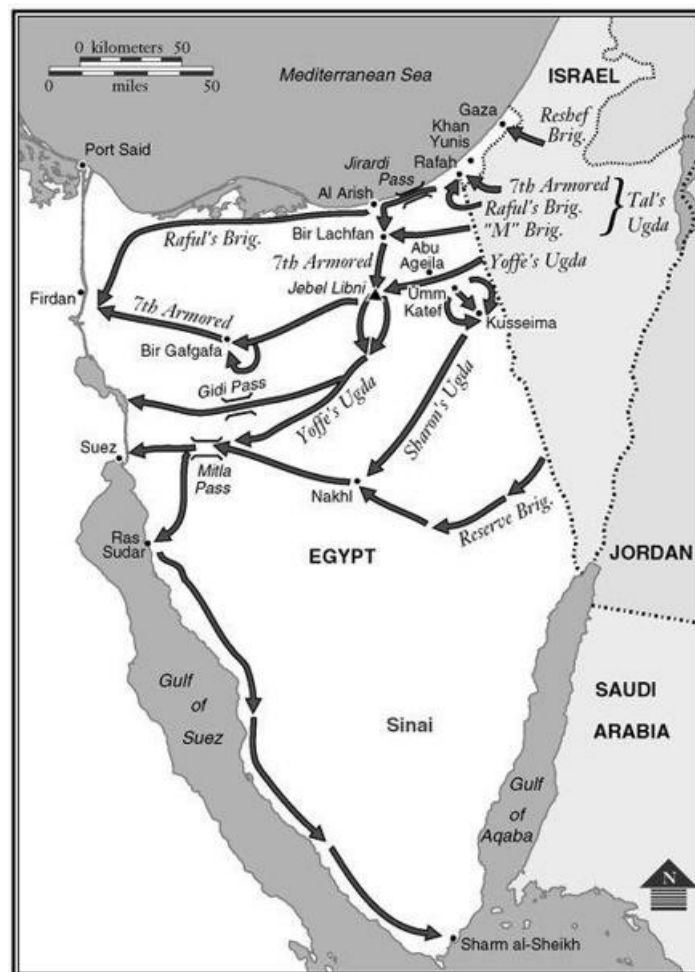 0 kilometers 50
0 miles 50
Mediterranean Sea
ISRAEL
Gaza
Reshef
Brig.
Khan
Yunis
Port Said
Jirardi
Pass
Rafah
7th Armored
Raful's Brig.
"M" Brig.
Tal's
Ugda
Al Arish
Raful's Brig.
Bir Lachfan
Abu
Ageila
Yoffe's Ugda
7th Armored
Firdan
Jebel Libni
Umm
Katef
Kusseima
7th Armored
Bir Gafgafa
Gidi Pass
Yoffe's Ugda
Sharon's Ugda
Suez
Mitla
Pass
Nakhl
Reserve Brig.
Ras
Sudar
EGYPT
JORDAN
Gulf
of
Suez
Sinai
SAUDI
ARABIA
Gulf
of
Aqaba
N
Sharm al-Sheikh